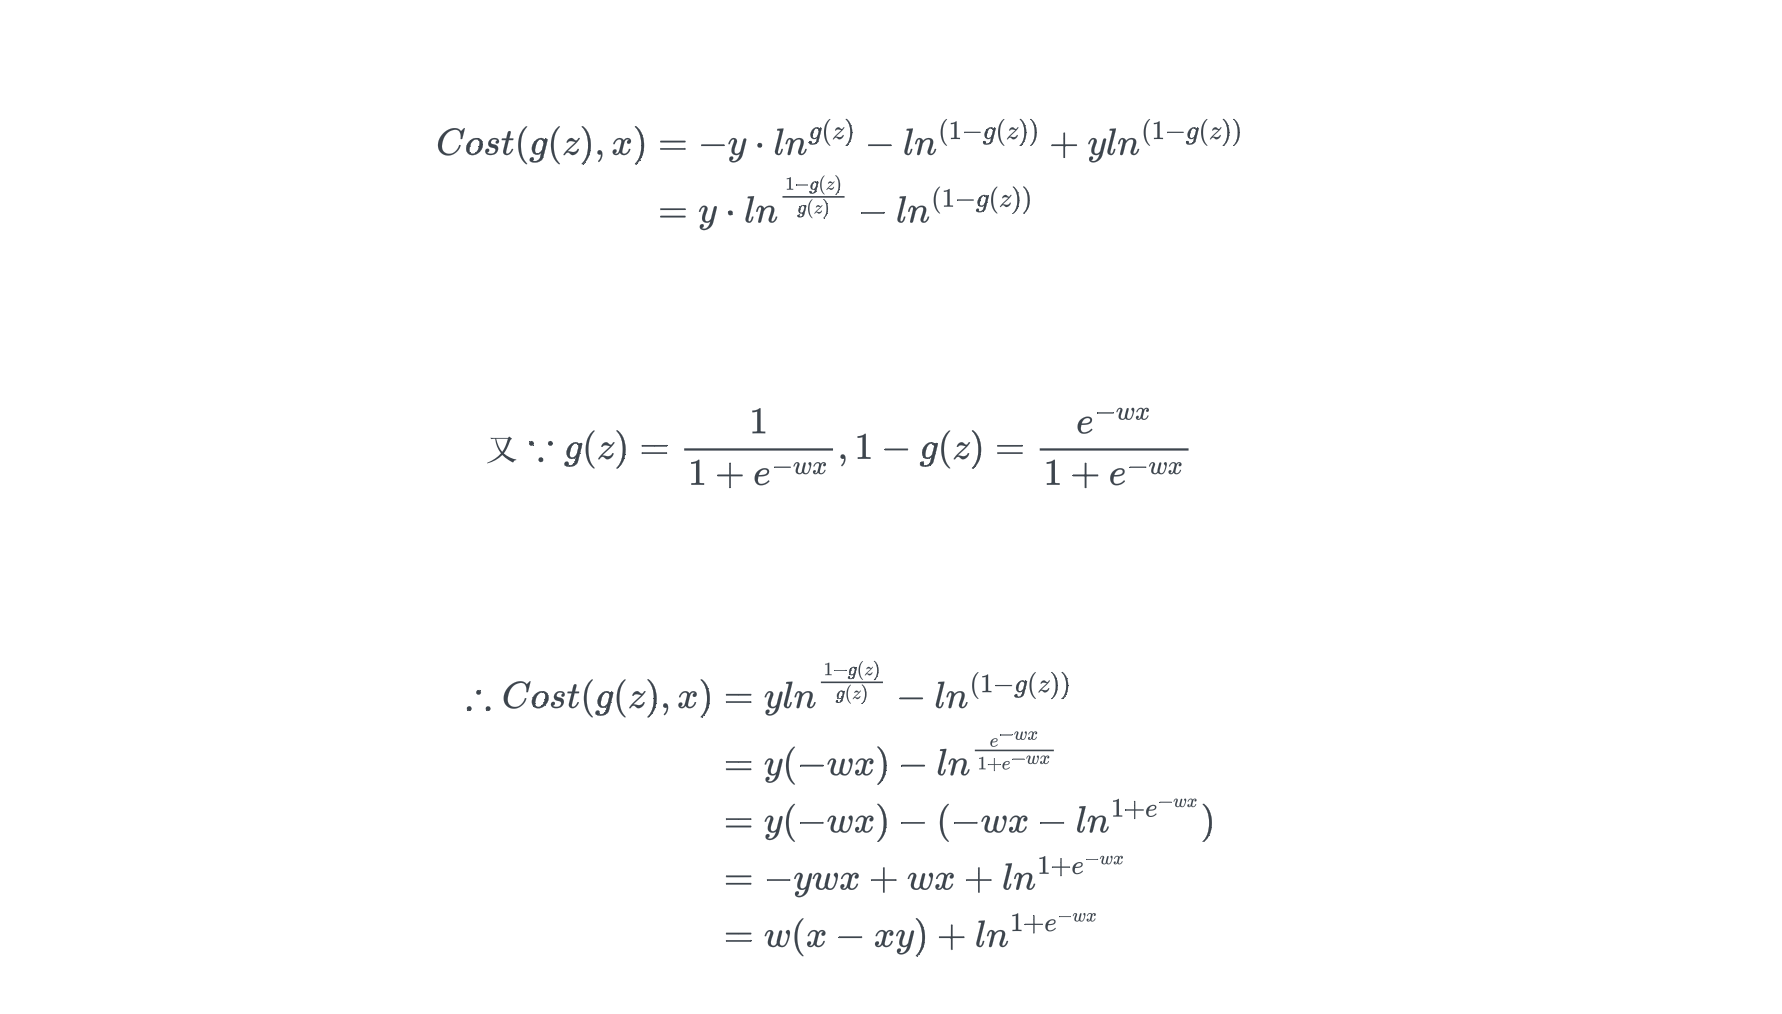 $Cost(g(z),x) = -y \cdot ln^{g(z)} - ln^{(1-g(z))} + yln^{(1-g(z))}$
$= y \cdot ln^{\frac{1-g(z)}{g(z)}} - ln^{(1-g(z))}$
又 $\because g(z) = \frac{1}{1+e^{-wx}}, 1-g(z) = \frac{e^{-wx}}{1+e^{-wx}}$
$\therefore Cost(g(z),x) = yln^{\frac{1-g(z)}{g(z)}} - ln^{(1-g(z))}$
$= y(-wx) - ln^{\frac{e^{-wx}}{1+e^{-wx}}}$
$= y(-wx) - (-wx - ln^{1+e^{-wx}})$
$= -ywx + wx + ln^{1+e^{-wx}}$
$= w(x-xy) + ln^{1+e^{-wx}}$